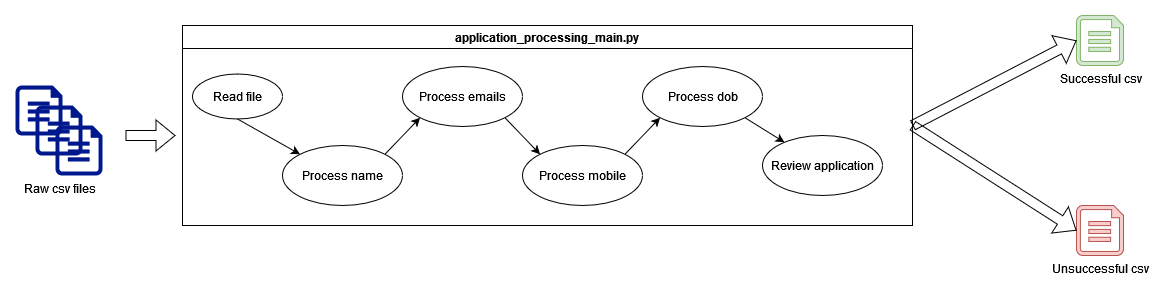 application_processing_main.py
Read file
Process name
Process emails
Process mobile
Process dob
Review application
Raw csv files
Successful csv
Unsuccessful csv